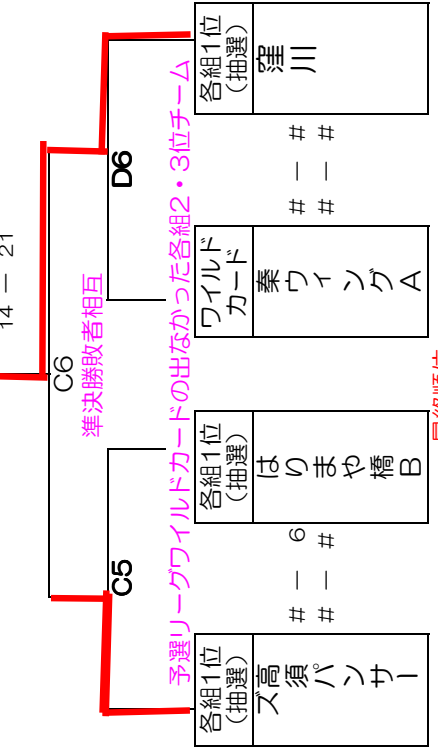 14 － 21
C6
準決勝敗者相互
C5
D6
予選リーグワイルドカードの出なかった各組2・3位チーム
各組1位
(抽選)
高須パンサー
ズ
# － 6
# － #
各組1位
(抽選)
はりまや橋B
ワイルド
カード
秦ウィングA
# － #
# － #
各組1位
(抽選)
窪川